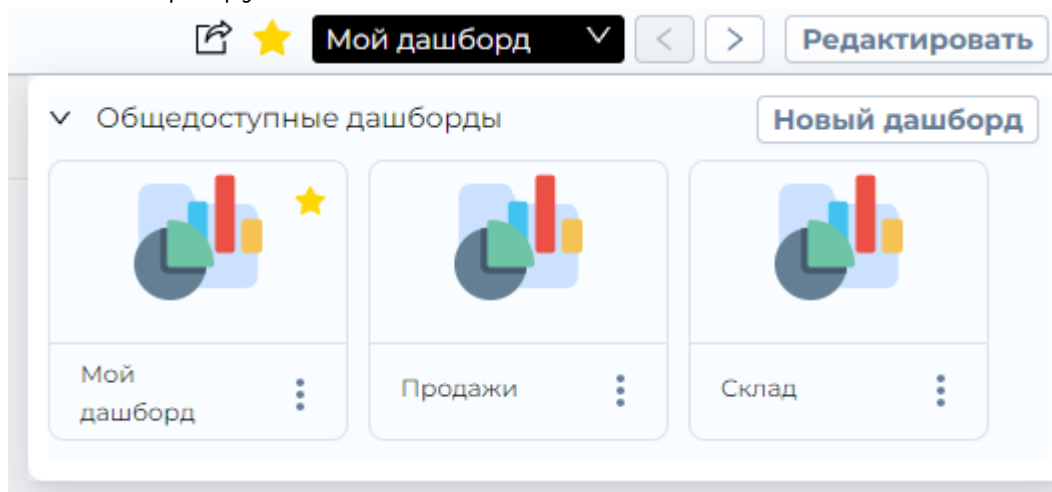 Мой дашборд
Редактировать
Общедоступные дашборды
Новый дашборд
Мой
дашборд
Продажи
Склад